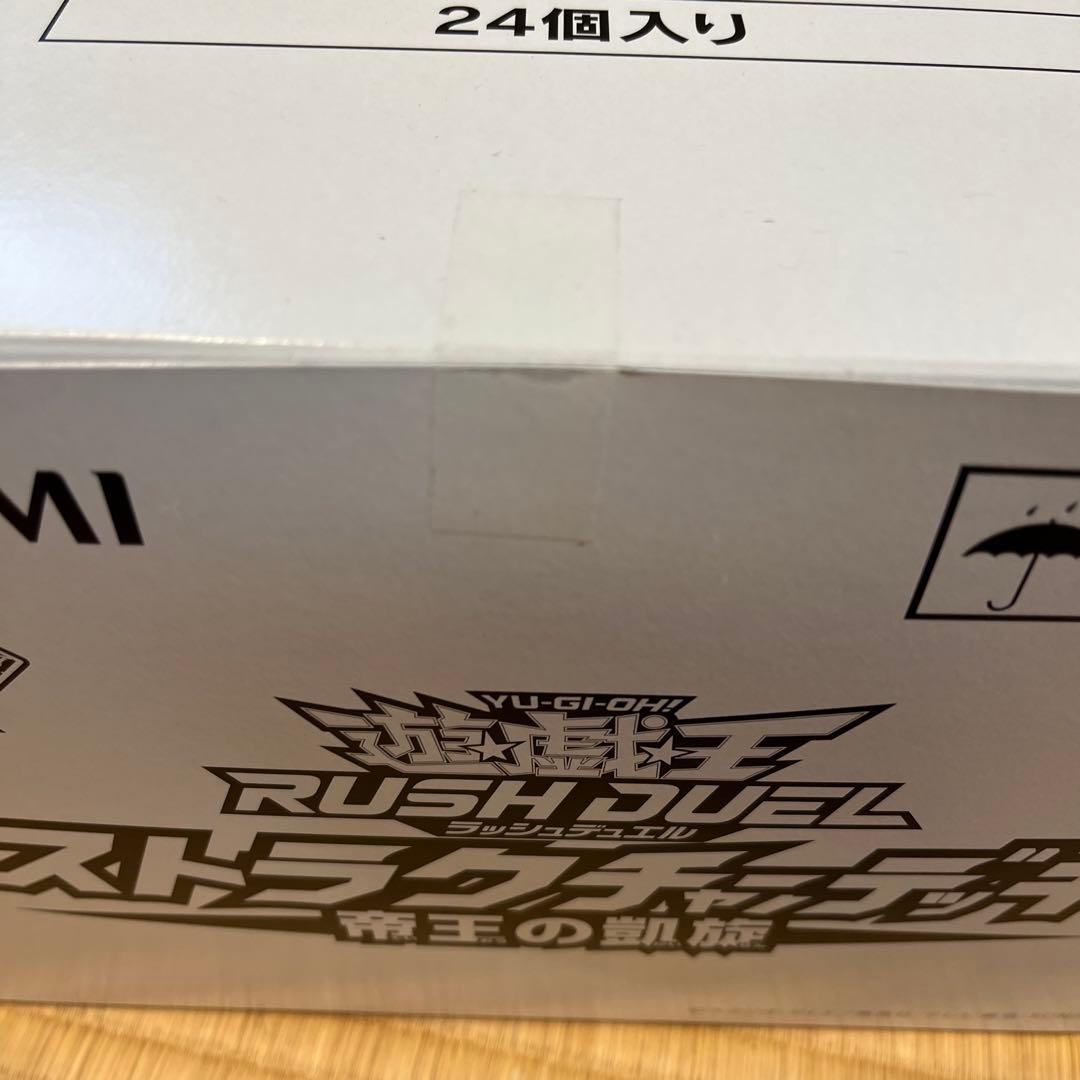 24個入り
MI
YU-GI-OH!
遊☆戯☆王
RUSH DUEL
ラッシュデュエル
ストラクチャーデッキ
帝王の凱旋